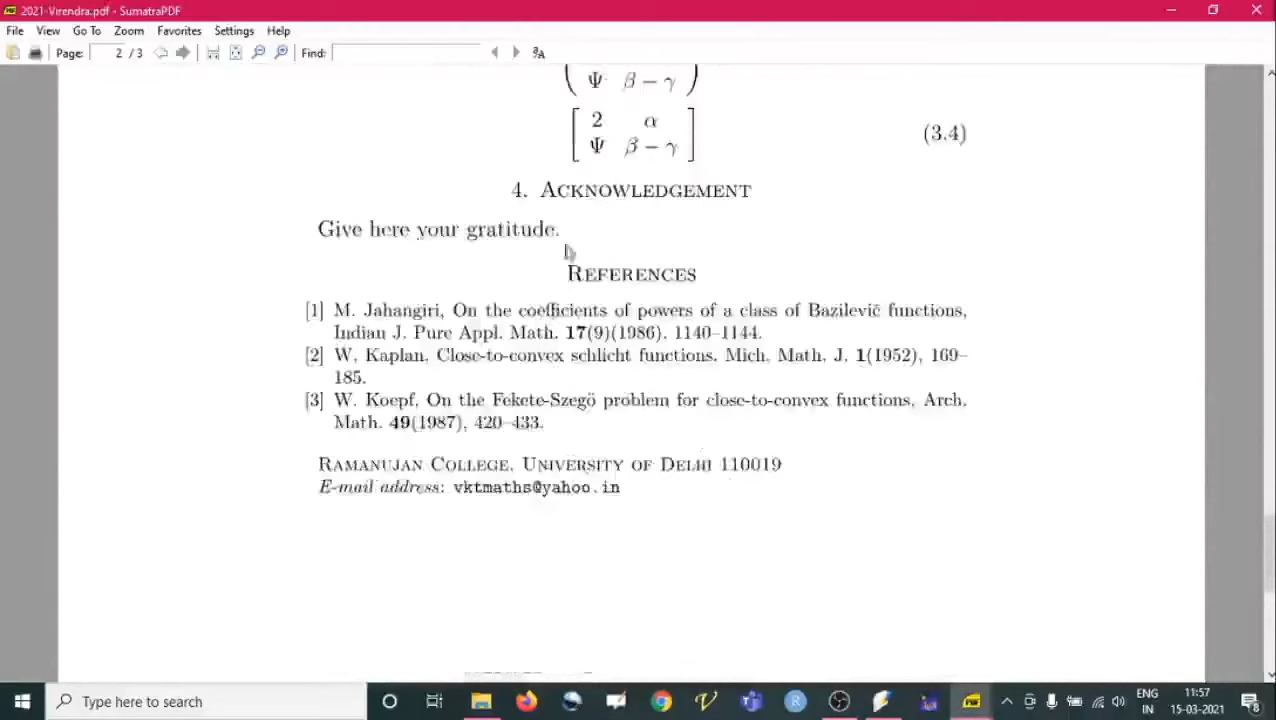 2021-Virendra.pdf - SumatraPDF
File View Go To Zoom Favorites Settings Help
Page: 2 / 3 Find:
Ψ β − γ
2 α
Ψ β − γ
(3.4)
4. ACKNOWLEDGEMENT
Give here your gratitude.
REFERENCES
[1] M. Jahangiri, On the coefficients of powers of a class of Bazilevič functions,
Indian J. Pure Appl. Math. 17(9)(1986), 1140–1144.
[2] W. Kaplan, Close-to-convex schlicht functions, Mich. Math. J. 1(1952), 169–
185.
[3] W. Koepf, On the Fekete-Szegö problem for close-to-convex functions, Arch.
Math. 49(1987), 420–433.
RAMANUJAN COLLEGE, UNIVERSITY OF DELHI 110019
E-mail address: vktmaths@yahoo.in
Type here to search
ENG 11:57
IN 15-03-2021
8